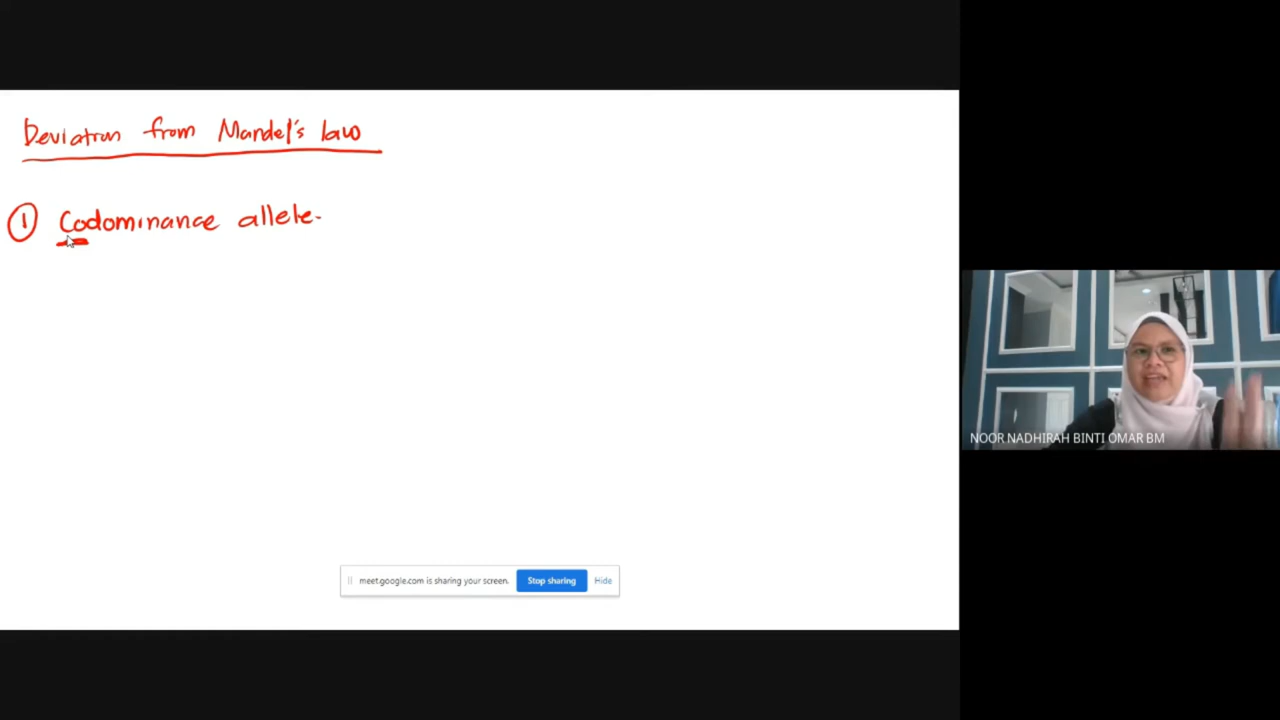 Deviation from Mandel's law
① Codominance allele.
NOOR NADHIRAH BINTI OMAR BM
meet.google.com is sharing your screen. Stop sharing Hide